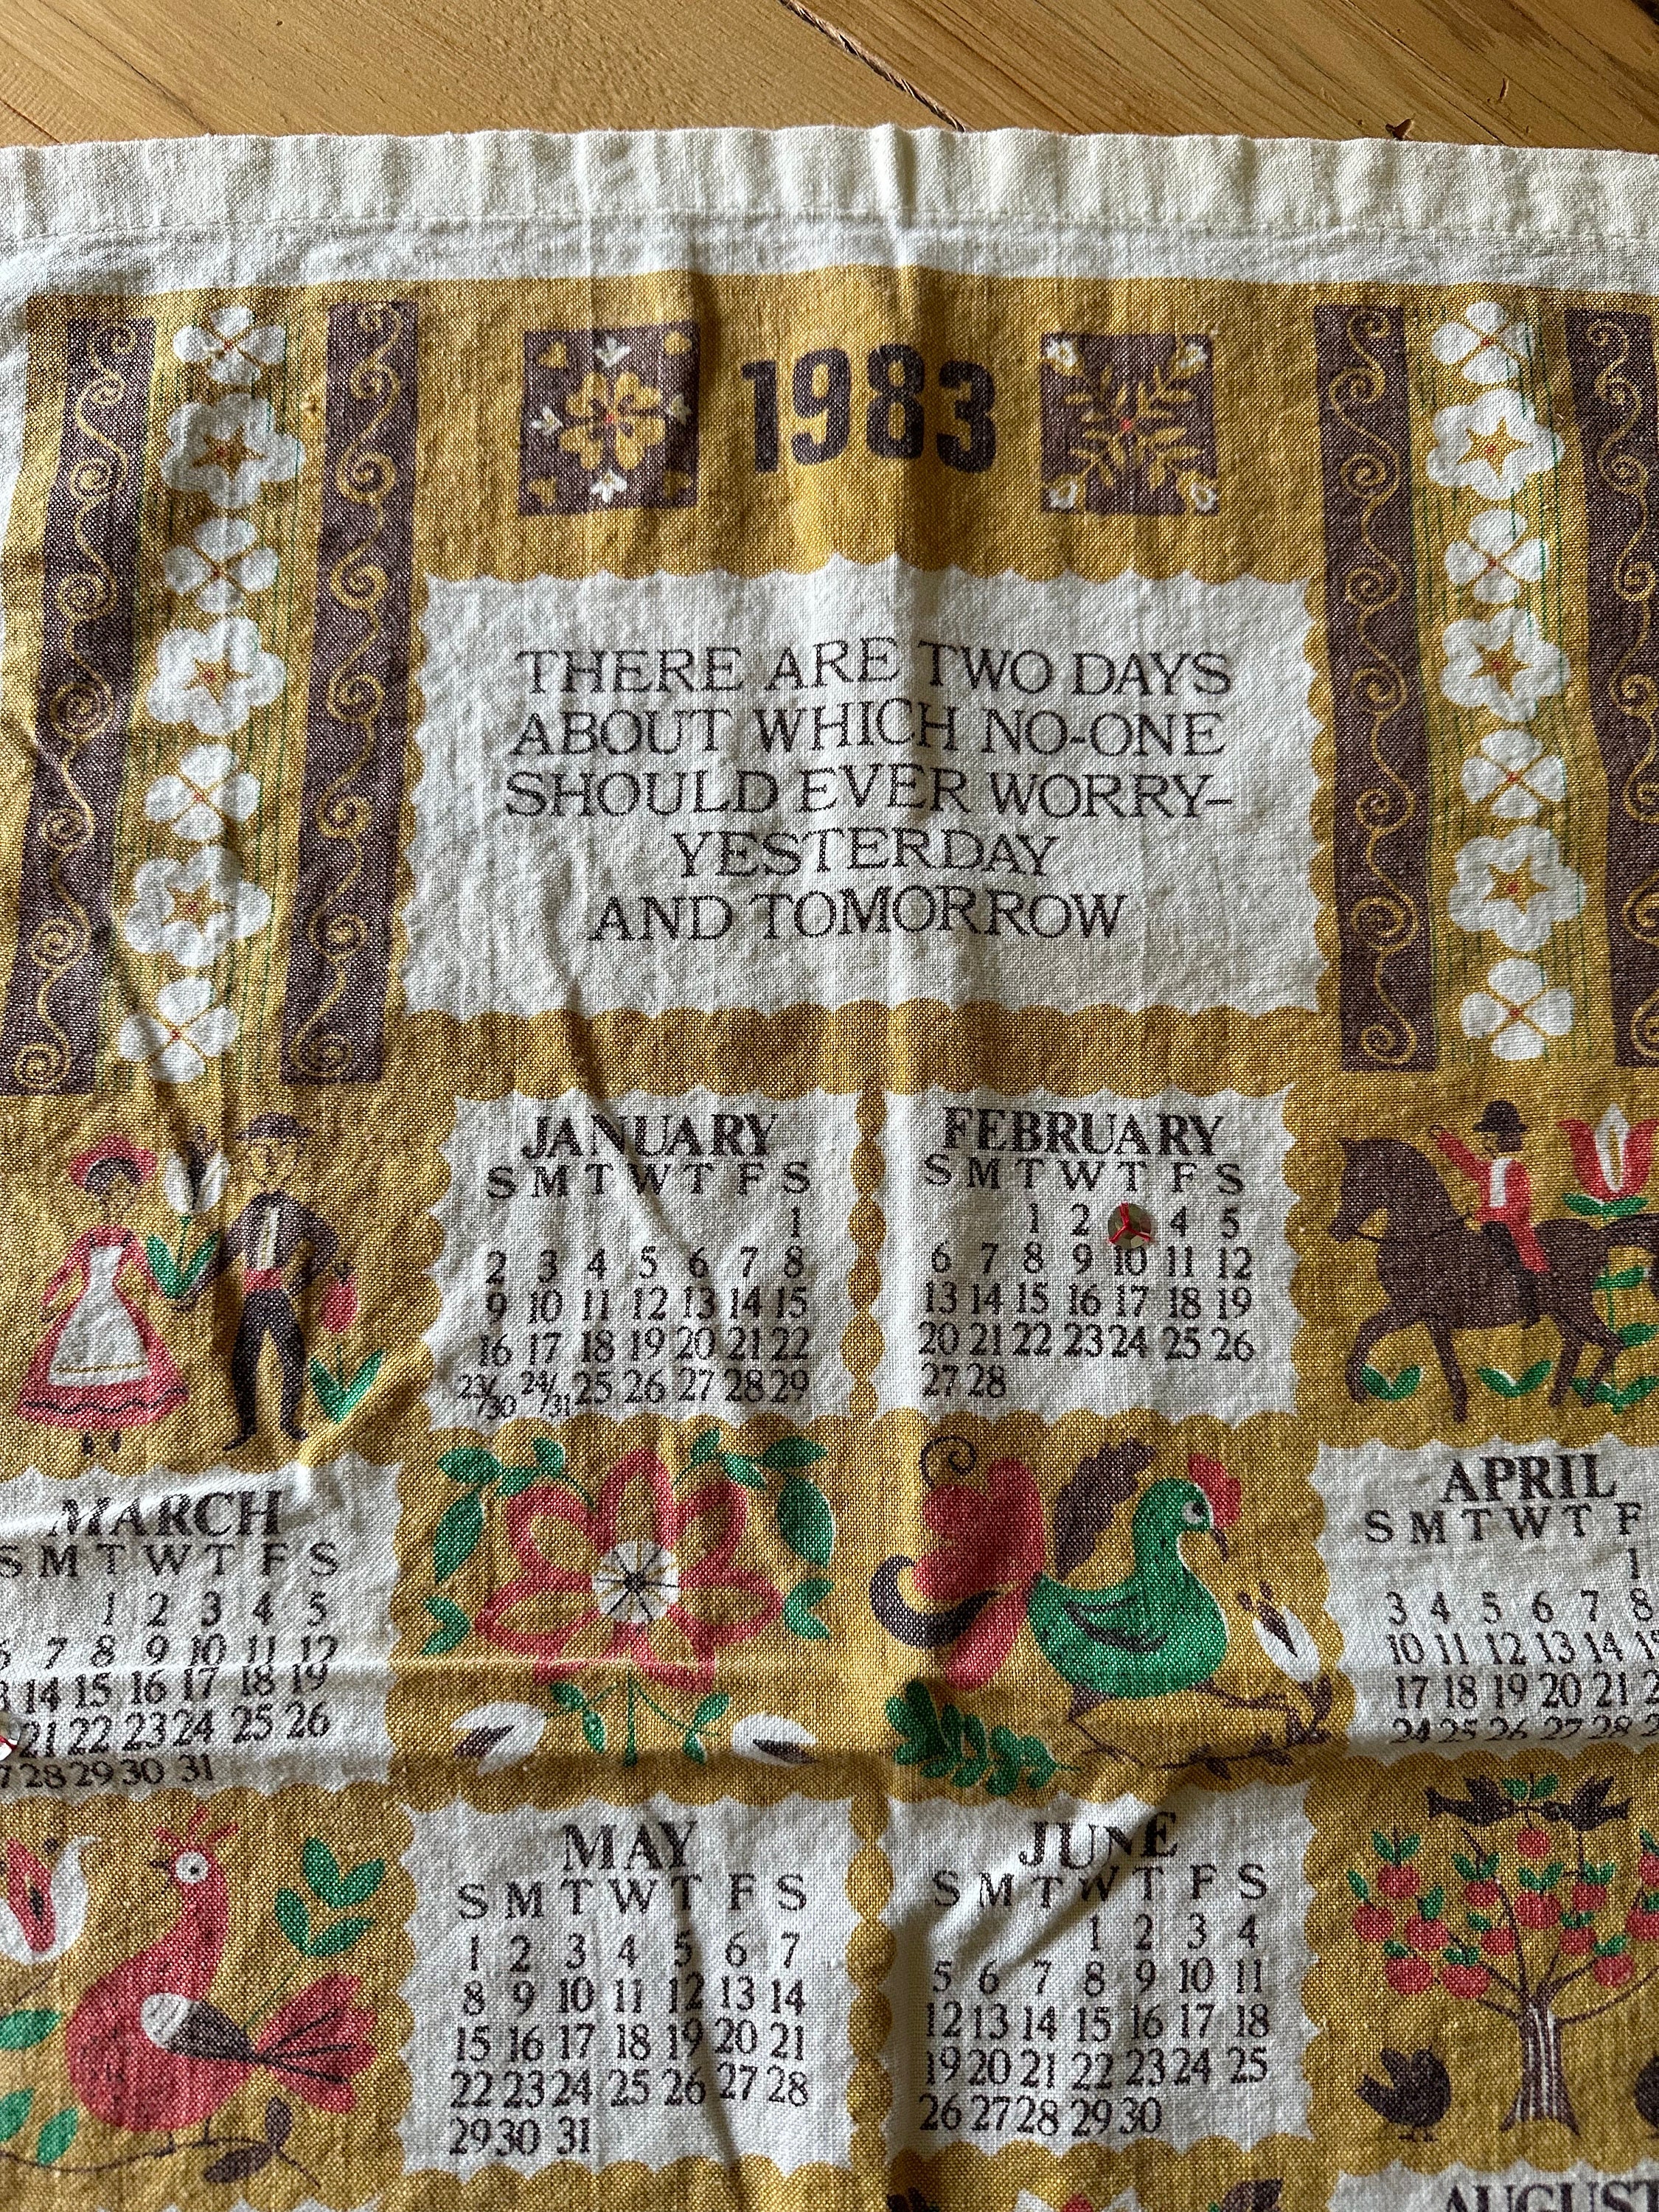 1983
THERE ARE TWO DAYS
ABOUT WHICH NO-ONE
SHOULD EVER WORRY–
YESTERDAY
AND TOMORROW
JANUARY
S M T W T F S
1
2 3 4 5 6 7 8
9 10 11 12 13 14 15
16 17 18 19 20 21 22
23/30 24/31 25 26 27 28 29
FEBRUARY
S M T W T F S
1 2 4 5
6 7 8 9 10 11 12
13 14 15 16 17 18 19
20 21 22 23 24 25 26
27 28
MARCH
S M T W T F S
1 2 3 4 5
6 7 8 9 10 11 12
14 15 16 17 18 19
21 22 23 24 25 26
28 29 30 31
APRIL
S M T W T F
1
3 4 5 6 7 8
10 11 12 13 14
17 18 19 20 21
24 25 26 27 28
MAY
S M T W T F S
1 2 3 4 5 6 7
8 9 10 11 12 13 14
15 16 17 18 19 20 21
22 23 24 25 26 27 28
29 30 31
JUNE
S M T W T F S
1 2 3 4
5 6 7 8 9 10 11
12 13 14 15 16 17 18
19 20 21 22 23 24 25
26 27 28 29 30
AUGUST